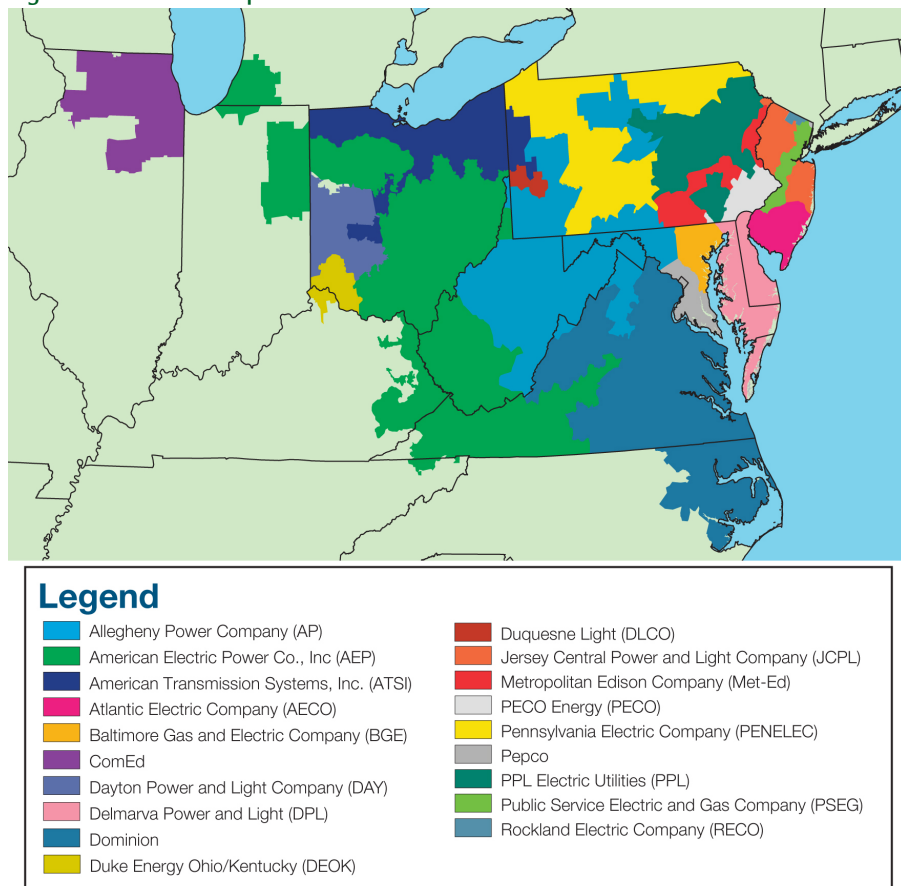 Legend
Allegheny Power Company (AP)
American Electric Power Co., Inc (AEP)
American Transmission Systems, Inc. (ATSI)
Atlantic Electric Company (AECO)
Baltimore Gas and Electric Company (BGE)
ComEd
Dayton Power and Light Company (DAY)
Delmarva Power and Light (DPL)
Dominion
Duke Energy Ohio/Kentucky (DEOK)
Duquesne Light (DLCO)
Jersey Central Power and Light Company (JCPL)
Metropolitan Edison Company (Met-Ed)
PECO Energy (PECO)
Pennsylvania Electric Company (PENELEC)
Pepco
PPL Electric Utilities (PPL)
Public Service Electric and Gas Company (PSEG)
Rockland Electric Company (RECO)